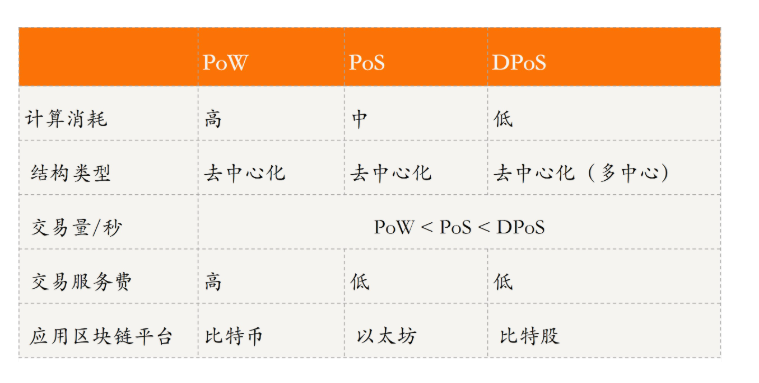 PoW PoS DPoS
计算消耗 高 中 低
结构类型 去中心化 去中心化 去中心化（多中心）
交易量/秒 PoW < PoS < DPoS
交易服务费 高 低 低
应用区块链平台 比特币 以太坊 比特股